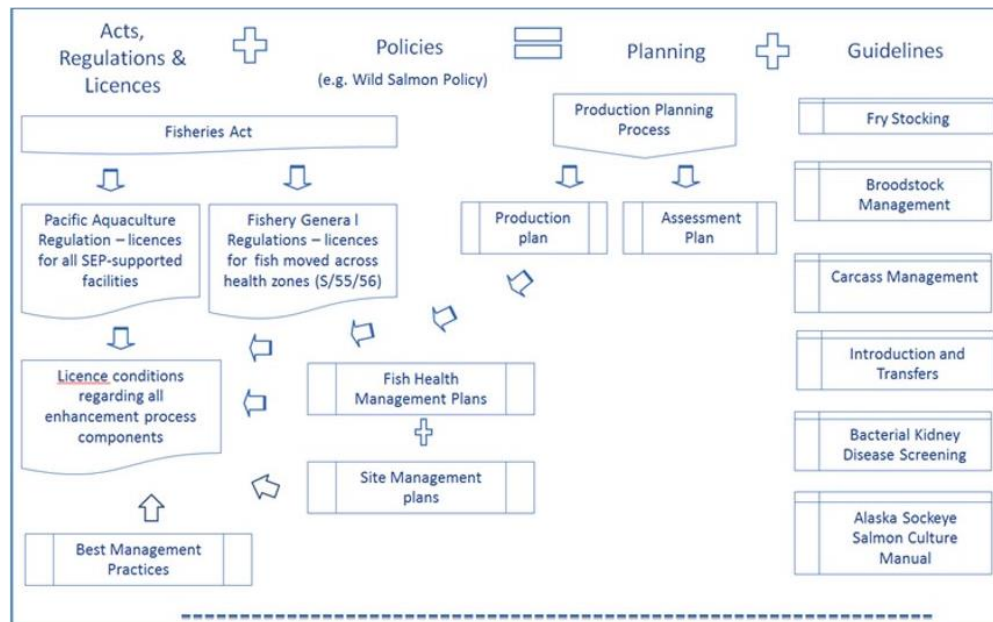 Acts,
Regulations &
Licences
Policies
(e.g. Wild Salmon Policy)
Planning
Guidelines
Fisheries Act
Pacific Aquaculture
Regulation – licences
for all SEP-supported
facilities
Fishery Genera l
Regulations – licences
for fish moved across
health zones (S/55/56)
Licence conditions
regarding all
enhancement process
components
Best Management
Practices
Fish Health
Management Plans
Site Management
plans
Production Planning
Process
Production
plan
Assessment
Plan
Fry Stocking
Broodstock
Management
Carcass Management
Introduction and
Transfers
Bacterial Kidney
Disease Screening
Alaska Sockeye
Salmon Culture
Manual